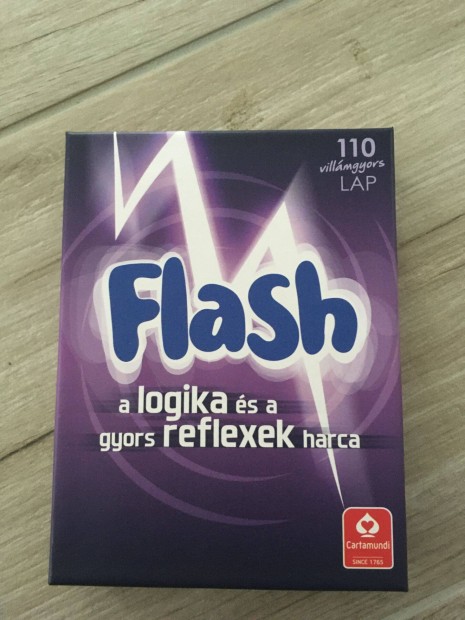 110
villámgyors
LAP
Flash
a logika és a
gyors reflexek harca
Cartamundi
SINCE 1765